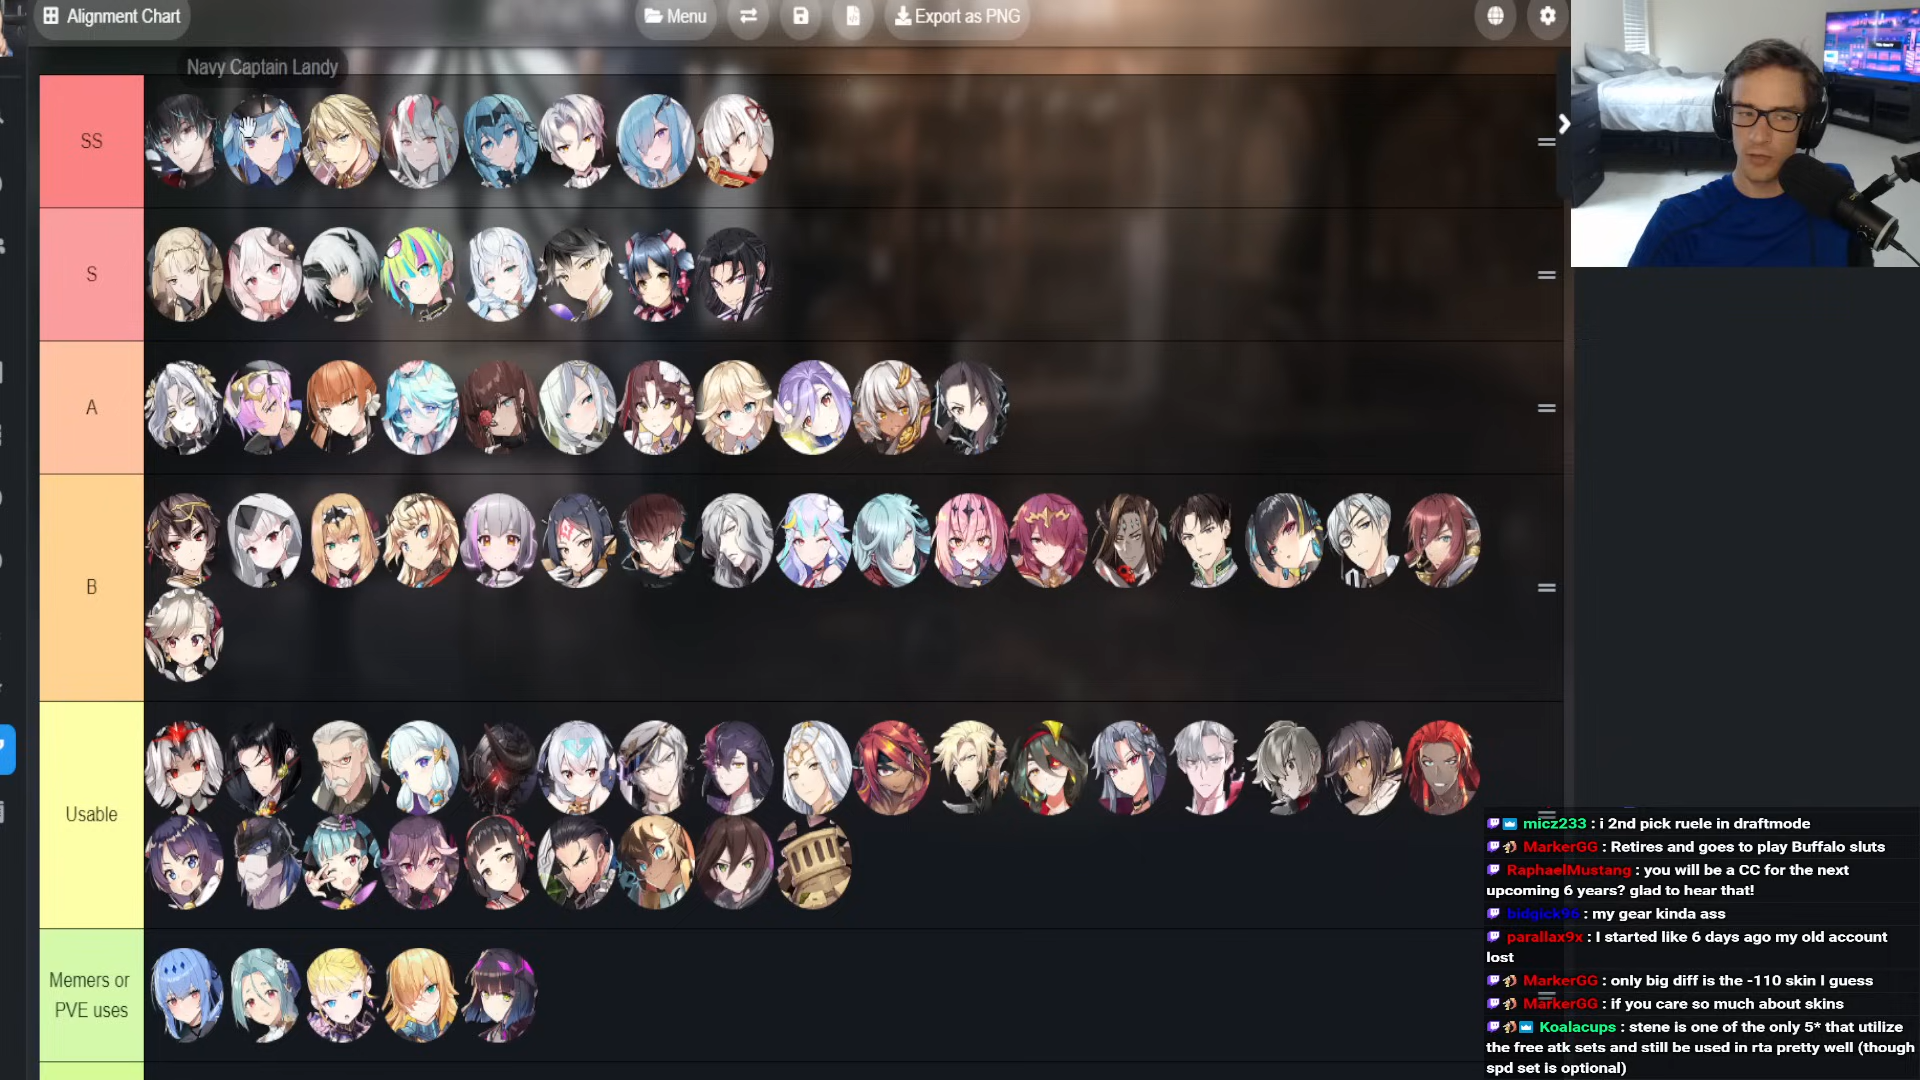 Alignment Chart
Menu
Export as PNG
Navy Captain Landy
SS
S
A
B
Usable
Memers or
PVE uses
micz233 : i 2nd pick ruele in draftmode
MarkerGG : Retires and goes to play Buffalo sluts
RaphaelMustang : you will be a CC for the next
upcoming 6 years? glad to hear that!
bidgick96 : my gear kinda ass
parallax9x : I started like 6 days ago my old account
lost
MarkerGG : only big diff is the -110 skin I guess
MarkerGG : if you care so much about skins
Koalacups : stene is one of the only 5* that utilize
the free atk sets and still be used in rta pretty well (though
spd set is optional)